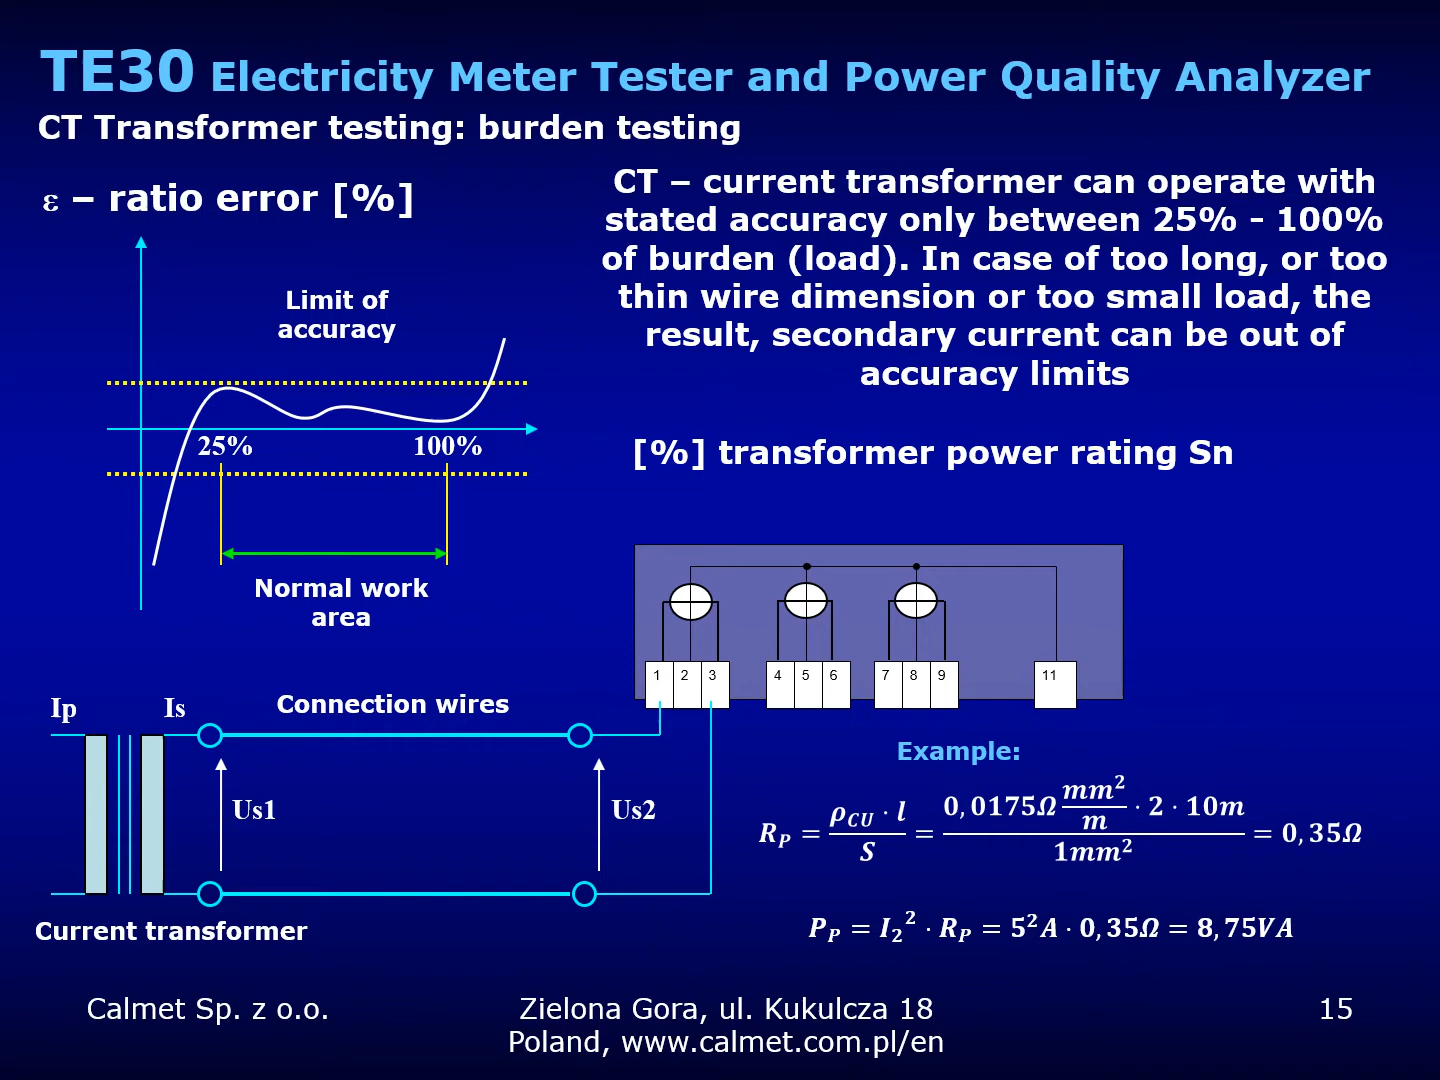 TE30 Electricity Meter Tester and Power Quality Analyzer
CT Transformer testing: burden testing
ε – ratio error [%]
CT – current transformer can operate with
stated accuracy only between 25% - 100%
of burden (load). In case of too long, or too
thin wire dimension or too small load, the
result, secondary current can be out of
accuracy limits
Limit of
accuracy
25%
100%
[%] transformer power rating Sn
Normal work
area
1 2 3 4 5 6 7 8 9 11
Ip
Is
Connection wires
Us1
Us2
Current transformer
Example:
R_P = ρ_CU · l / S = 0,0175Ω mm²/m · 2 · 10m / 1mm² = 0,35Ω
P_P = I₂² · R_P = 5²A · 0,35Ω = 8,75VA
Calmet Sp. z o.o.
Zielona Gora, ul. Kukulcza 18
Poland, www.calmet.com.pl/en
15